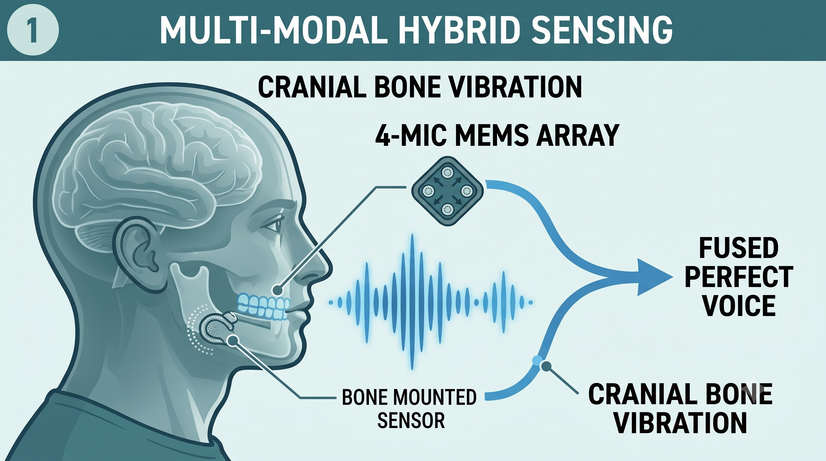 1
MULTI-MODAL HYBRID SENSING
CRANIAL BONE VIBRATION
4-MIC MEMS ARRAY
FUSED
PERFECT
VOICE
BONE MOUNTED
SENSOR
CRANIAL BONE
VIBRATION